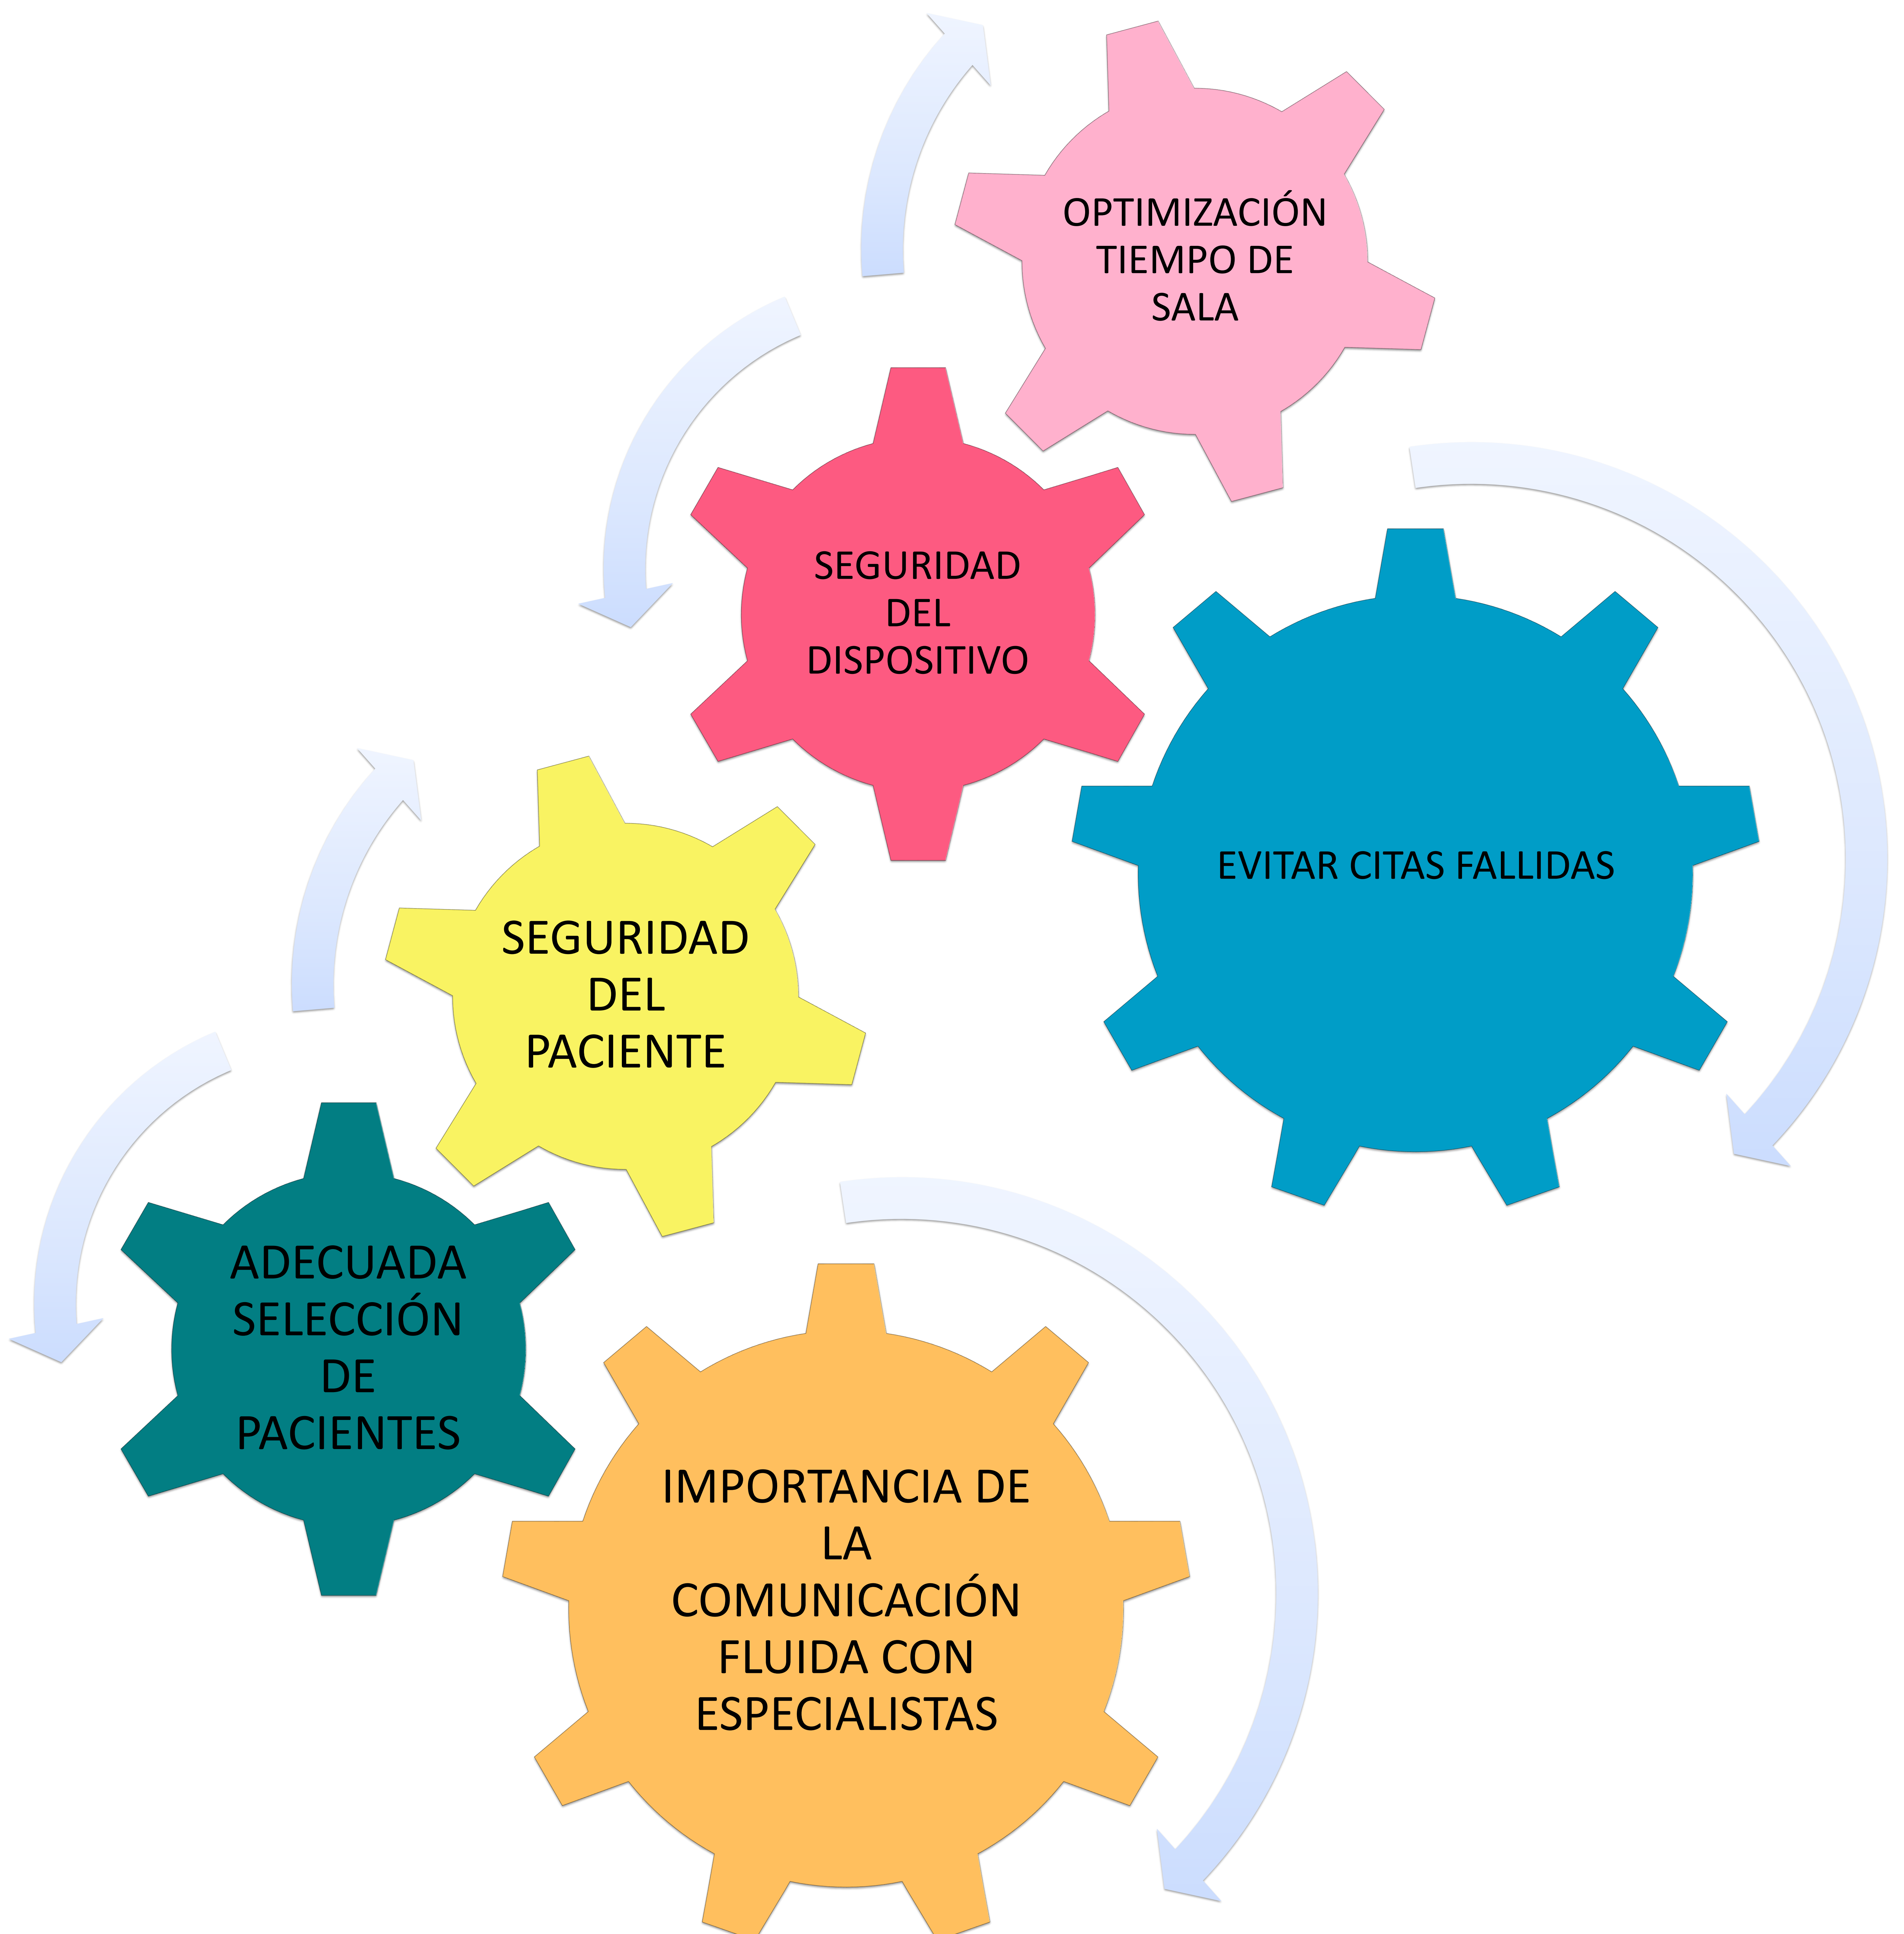 OPTIMIZACIÓN
TIEMPO DE
SALA
SEGURIDAD
DEL
DISPOSITIVO
EVITAR CITAS FALLIDAS
SEGURIDAD
DEL
PACIENTE
ADECUADA
SELECCIÓN
DE
PACIENTES
IMPORTANCIA DE
LA
COMUNICACIÓN
FLUIDA CON
ESPECIALISTAS